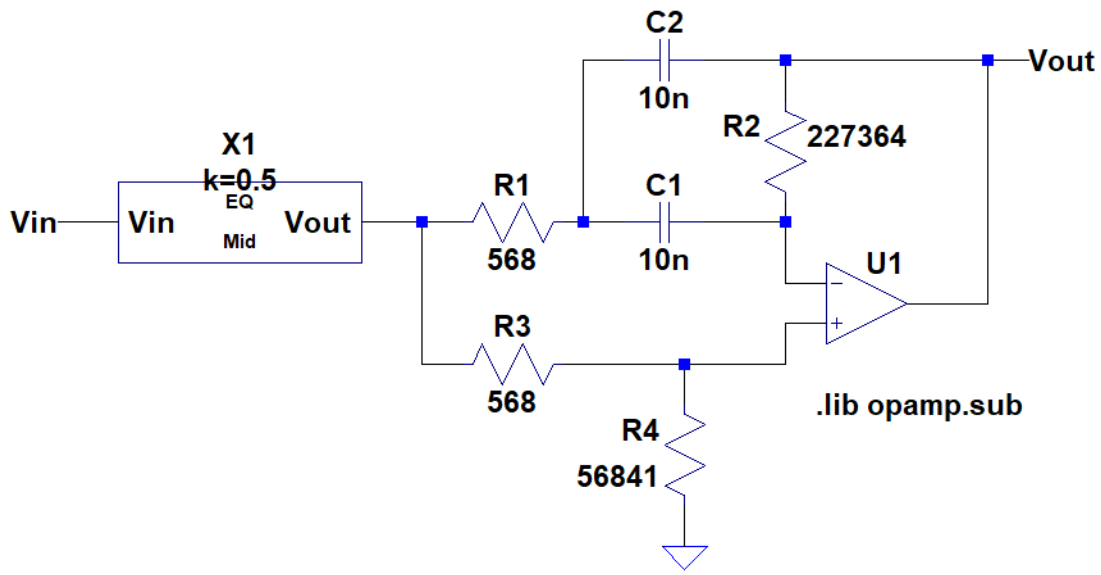 C2
10n
Vout
R2
227364
X1
k=0.5
EQ
Vin
Vin
Mid
Vout
R1
568
C1
10n
U1
R3
568
.lib opamp.sub
R4
56841